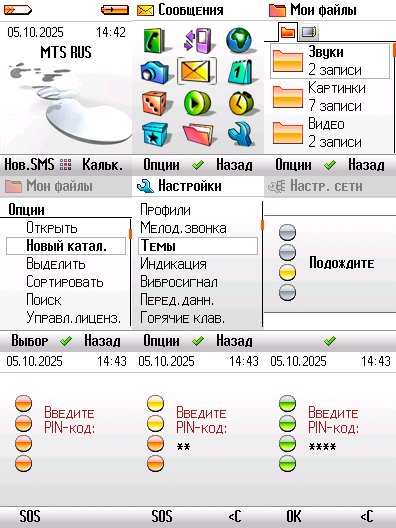 05.10.2025 14:42
MTS RUS
Нов.SMS Кальк.
Сообщения
Опции Назад
Мои файлы
Звуки
2 записи
Картинки
7 записи
Видео
2 записи
Опции Назад
Мои файлы
Опции
Открыть
Новый катал.
Выделить
Сортировать
Поиск
Управл.лиценз.
Выбор Назад
Настройки
Профили
Мелод.звонка
Темы
Индикация
Вибросигнал
Перед.данн.
Горячие клав.
Опции Назад
Настр. сети
Подождите
05.10.2025 14:43
Введите
PIN-код:
SOS
05.10.2025 14:43
Введите
PIN-код:
**
SOS <C
05.10.2025 14:43
Введите
PIN-код:
****
OK <C